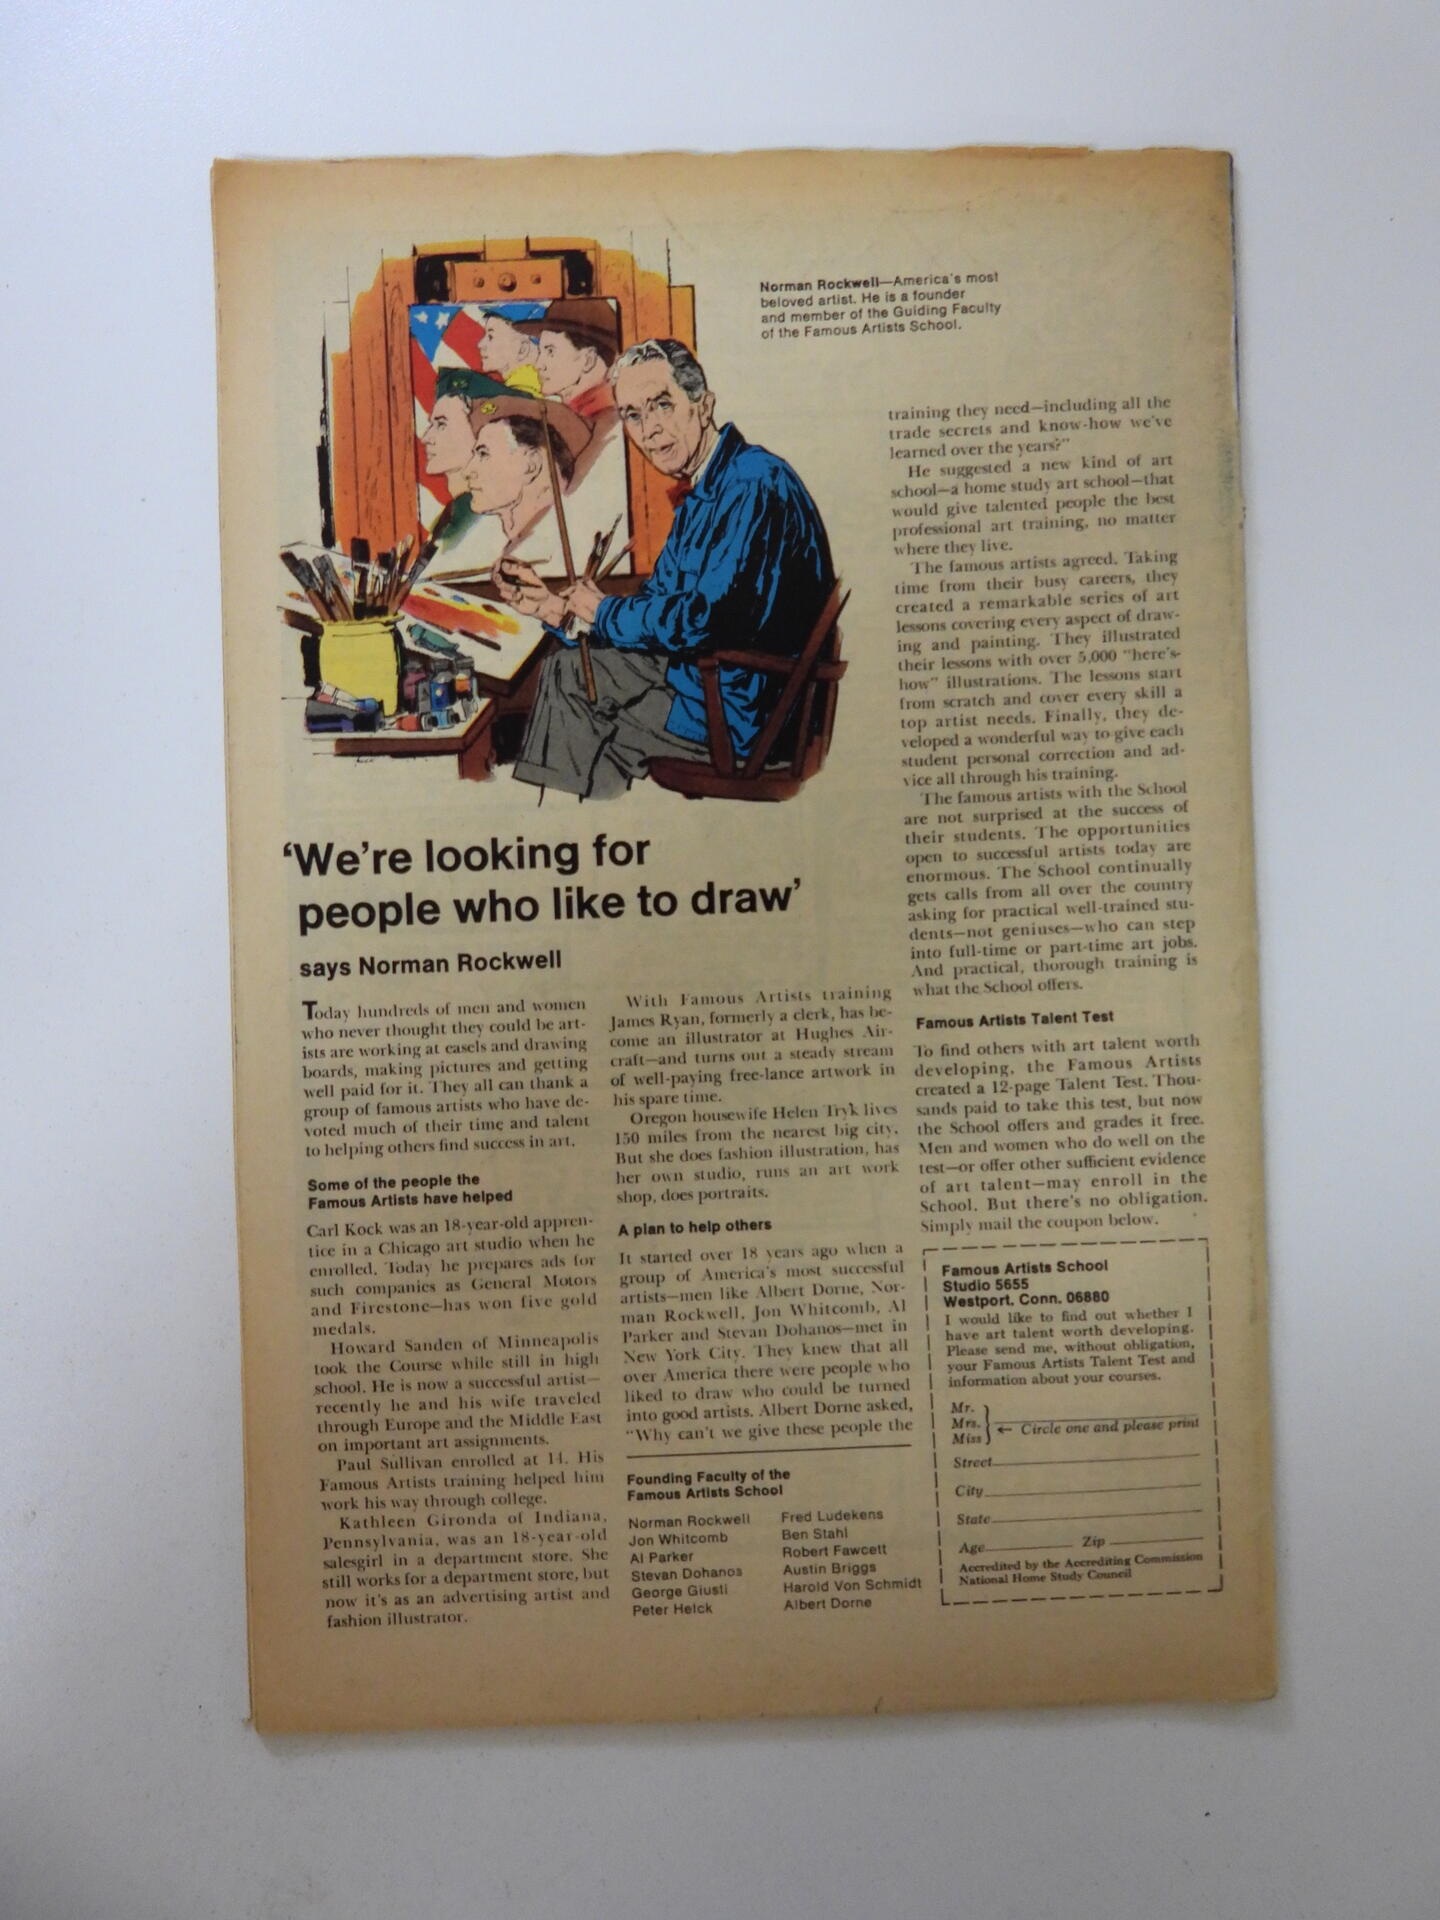 Norman Rockwell—America's most
beloved artist. He is a founder
and member of the Guiding Faculty
of the Famous Artists School.
'We're looking for
people who like to draw'
says Norman Rockwell
Today hundreds of men and women
who never thought they could be art-
ists are working at easels and drawing
boards, making pictures and getting
well paid for it. They all can thank a
group of famous artists who have de-
voted much of their time and talent
to helping others find success in art.
Some of the people the
Famous Artists have helped
Carl Kock was an 18-year-old appren-
tice in a Chicago art studio when he
enrolled. Today he prepares ads for
such companies as General Motors
and Firestone—has won five gold
medals.
Howard Sanden of Minneapolis
took the Course while still in high
school. He is now a successful artist—
recently he and his wife traveled
through Europe and the Middle East
on important art assignments.
Paul Sullivan enrolled at 14. His
Famous Artists training helped him
work his way through college.
Kathleen Gironda of Indiana,
Pennsylvania, was an 18-year-old
salesgirl in a department store. She
still works for a department store, but
now it's as an advertising artist and
fashion illustrator.
With Famous Artists training
James Ryan, formerly a clerk, has be-
come an illustrator at Hughes Air-
craft—and turns out a steady stream
of well-paying free-lance artwork in
his spare time.
Oregon housewife Helen Tryk lives
150 miles from the nearest big city.
But she does fashion illustration, has
her own studio, runs an art work
shop, does portraits.
A plan to help others
It started over 18 years ago when a
group of America's most successful
artists—men like Albert Dorne, Nor-
man Rockwell, Jon Whitcomb, Al
Parker and Stevan Dohanos—met in
New York City. They knew that all
over America there were people who
liked to draw who could be turned
into good artists. Albert Dorne asked,
"Why can't we give these people the
training they need—including all the
trade secrets and know-how we've
learned over the years?"
He suggested a new kind of art
school—a home study art school—that
would give talented people the best
professional art training, no matter
where they live.
The famous artists agreed. Taking
time from their busy careers, they
created a remarkable series of art
lessons covering every aspect of draw-
ing and painting. They illustrated
their lessons with over 5,000 "here's-
how" illustrations. The lessons start
from scratch and cover every skill a
top artist needs. Finally, they de-
veloped a wonderful way to give each
student personal correction and ad-
vice all through his training.
The famous artists with the School
are not surprised at the success of
their students. The opportunities
open to successful artists today are
enormous. The School continually
gets calls from all over the country
asking for practical well-trained stu-
dents—not geniuses—who can step
into full-time or part-time art jobs.
And practical, thorough training is
what the School offers.
Famous Artists Talent Test
To find others with art talent worth
developing, the Famous Artists
created a 12-page Talent Test. Thou-
sands paid to take this test, but now
the School offers and grades it free.
Men and women who do well on the
test—or offer other sufficient evidence
of art talent—may enroll in the
School. But there's no obligation.
Simply mail the coupon below.
Founding Faculty of the
Famous Artists School
Norman Rockwell
Jon Whitcomb
Al Parker
Stevan Dohanos
George Giusti
Peter Helck
Fred Ludekens
Ben Stahl
Robert Fawcett
Austin Briggs
Harold Von Schmidt
Albert Dorne
Famous Artists School
Studio 5655
Westport, Conn. 06880
I would like to find out whether I
have art talent worth developing.
Please send me, without obligation,
your Famous Artists Talent Test and
information about your courses.
Mr.
Mrs. ← Circle one and please print
Miss
Street
City
State
Age Zip
Accredited by the Accrediting Commission
National Home Study Council